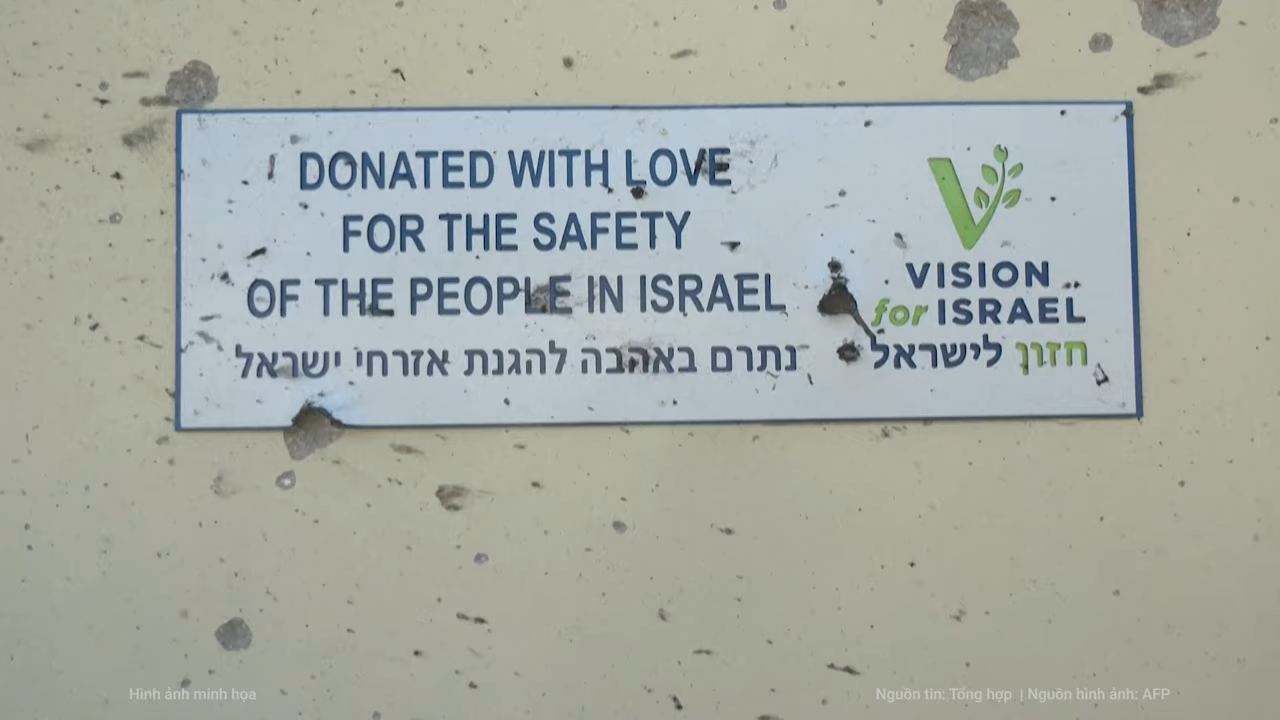 DONATED WITH LOVE
FOR THE SAFETY
OF THE PEOPLE IN ISRAEL
נתרם באהבה להגנת אזרחי ישראל
VISION
for ISRAEL
חזון לישראל
Hình ảnh minh họa
Nguồn tin: Tổng hợp | Nguồn hình ảnh: AFP